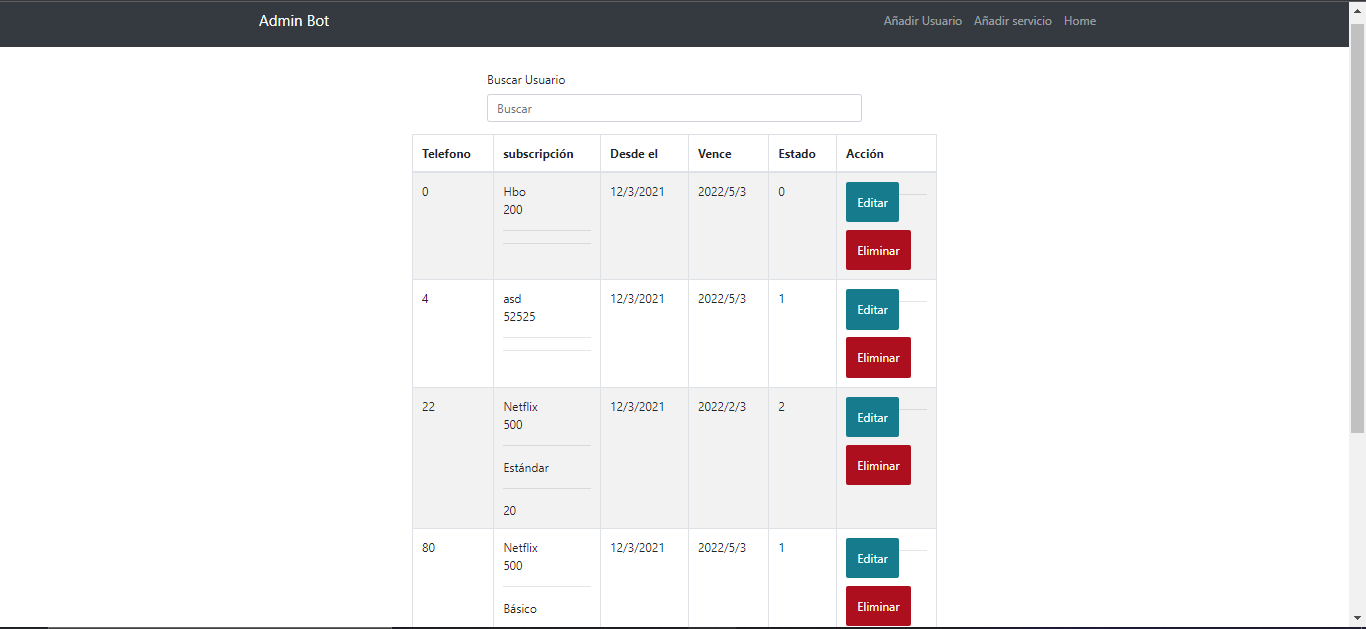 Admin Bot Añadir Usuario Añadir servicio Home
Buscar Usuario
Buscar
Telefono subscripción Desde el Vence Estado Acción
0 Hbo 12/3/2021 2022/5/3 0 Editar
200
Eliminar
4 asd 12/3/2021 2022/5/3 1 Editar
52525
Eliminar
22 Netflix 12/3/2021 2022/2/3 2 Editar
500
Estándar Eliminar
20
80 Netflix 12/3/2021 2022/5/3 1 Editar
500
Básico Eliminar